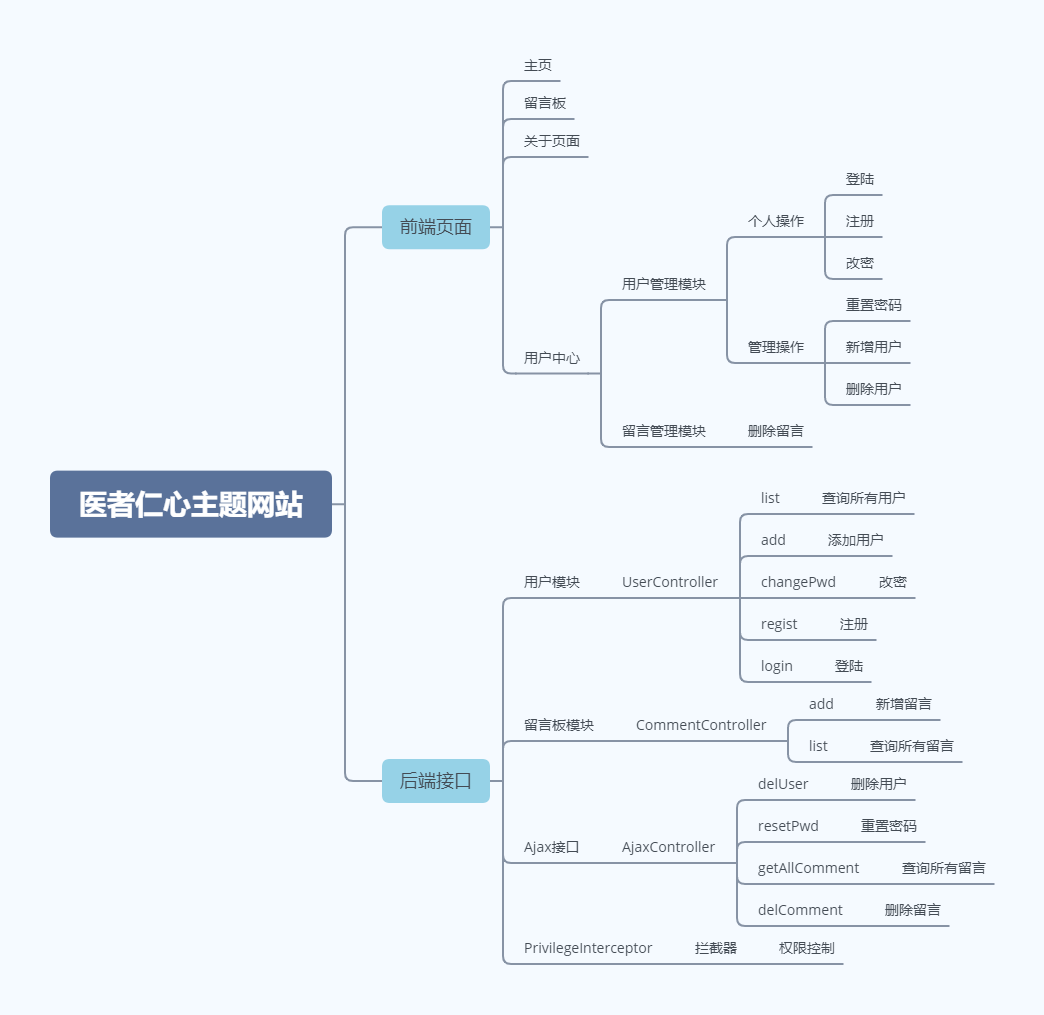 医者仁心主题网站
前端页面
主页
留言板
关于页面
用户中心
用户管理模块
个人操作
登陆
注册
改密
管理操作
重置密码
新增用户
删除用户
留言管理模块 删除留言
后端接口
用户模块 UserController
list 查询所有用户
add 添加用户
changePwd 改密
regist 注册
login 登陆
留言板模块 CommentController
add 新增留言
list 查询所有留言
Ajax接口 AjaxController
delUser 删除用户
resetPwd 重置密码
getAllComment 查询所有留言
delComment 删除留言
PrivilegeInterceptor 拦截器 权限控制